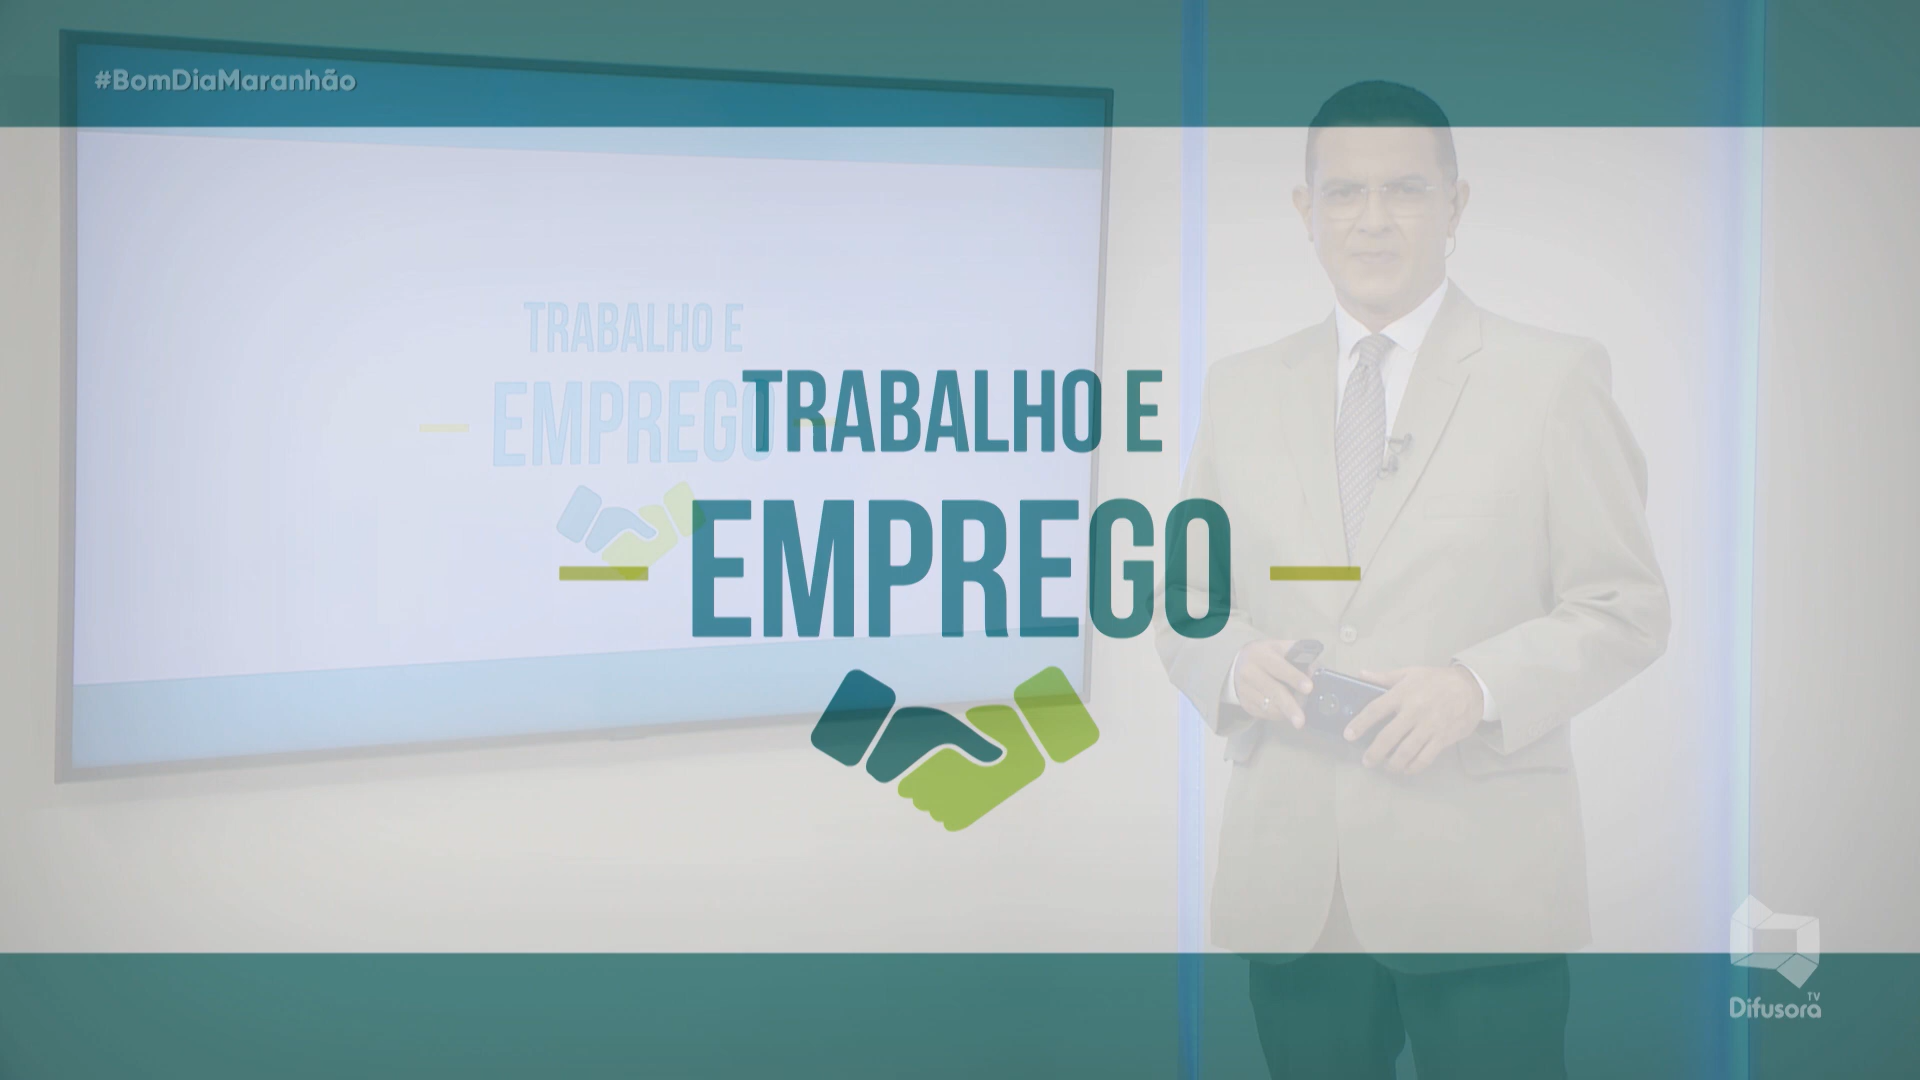 #BomDiaMaranhão
TRABALHO E
EMPREGO
TRABALHO E
EMPREGO
TV
Difusora